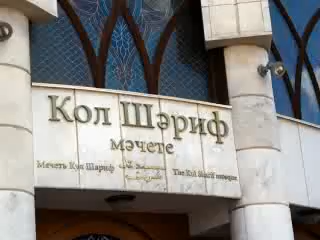 Кол Шәриф
мәчете
Мечеть Кул Шариф
The Kul Sharif mosque